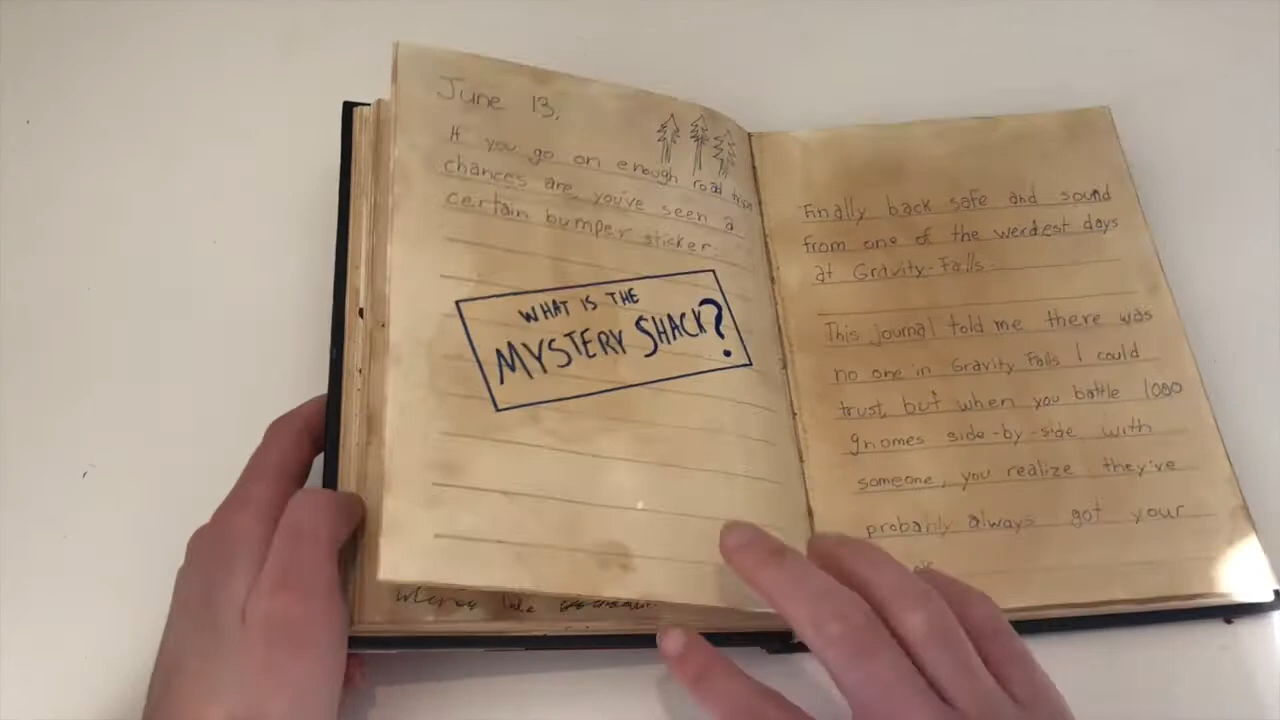 June 13,
If you go on enough road trips
chances are, you've seen a
certain bumper sticker.
WHAT IS THE
MYSTERY SHACK?
Finally back safe and sound
from one of the werdest days
at Gravity-Falls.
This Journal told me there was
no one in Gravity Falls I could
trust, but when you battle 1000
gnomes side-by-side with
someone, you realize they've
probably always got your